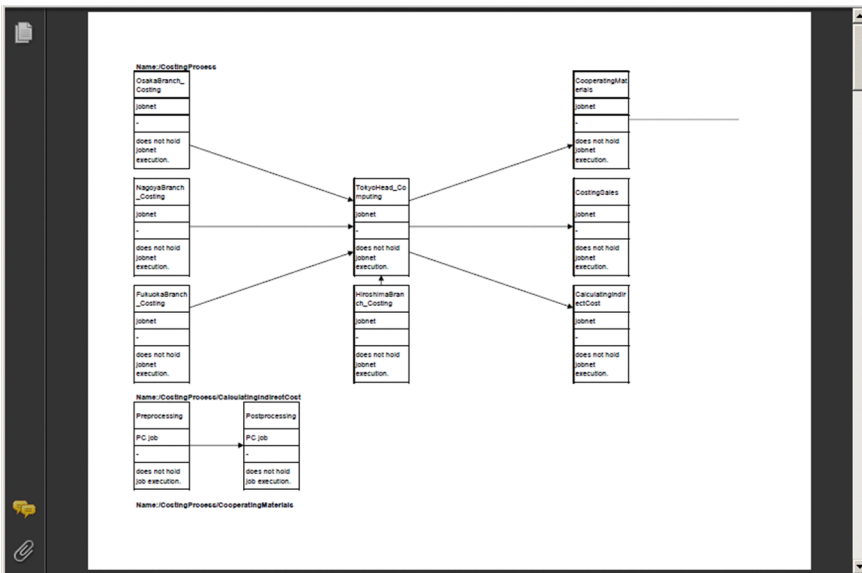 Name:/CostingProcess
OsakaBranch_
Costing
jobnet
-
does not hold
jobnet
execution.
CooperatingMat
erials
jobnet
-
does not hold
jobnet
execution.
NagoyaBranch
_Costing
jobnet
-
does not hold
jobnet
execution.
TokyoHead_Co
mputing
jobnet
-
does not hold
jobnet
execution.
CostingSales
jobnet
-
does not hold
jobnet
execution.
FukuokaBranch
_Costing
jobnet
-
does not hold
jobnet
execution.
HiroshimaBran
ch_Costing
jobnet
-
does not hold
jobnet
execution.
CalculatingIndir
ectCost
jobnet
-
does not hold
jobnet
execution.
Name:/CostingProcess/CalculatingIndirectCost
Preprocessing
PC job
-
does not hold
job execution.
Postprocessing
PC job
-
does not hold
job execution.
Name:/CostingProcess/CooperatingMaterials